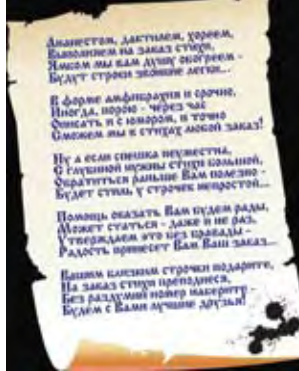 Анапестом, дактилем, хореем,
Выполняем на заказ стихи,
Ямбом мы вам душу обогреем -
Будут строки звонкие легки...
В форме амфибрахия и срочно,
Иногда, порою - через час
Описать и с юмором, и точно
Сможем мы в стихах любой заказ!
Ну а если спешка неуместна,
С глубиной нужны стихи большой,
Обратиться раньше Вам полезно -
Будет стиль у строчек непростой...
Помощь оказать Вам будем рады,
Может статься - даже и не раз,
Утверждаем это без бравады -
Радость принесет Вам Ваш заказ...
Вашим близким строчки подарите,
На заказ стихи преподнеся,
Без раздумий номер наберите -
Будем с Вами лучшие друзья!